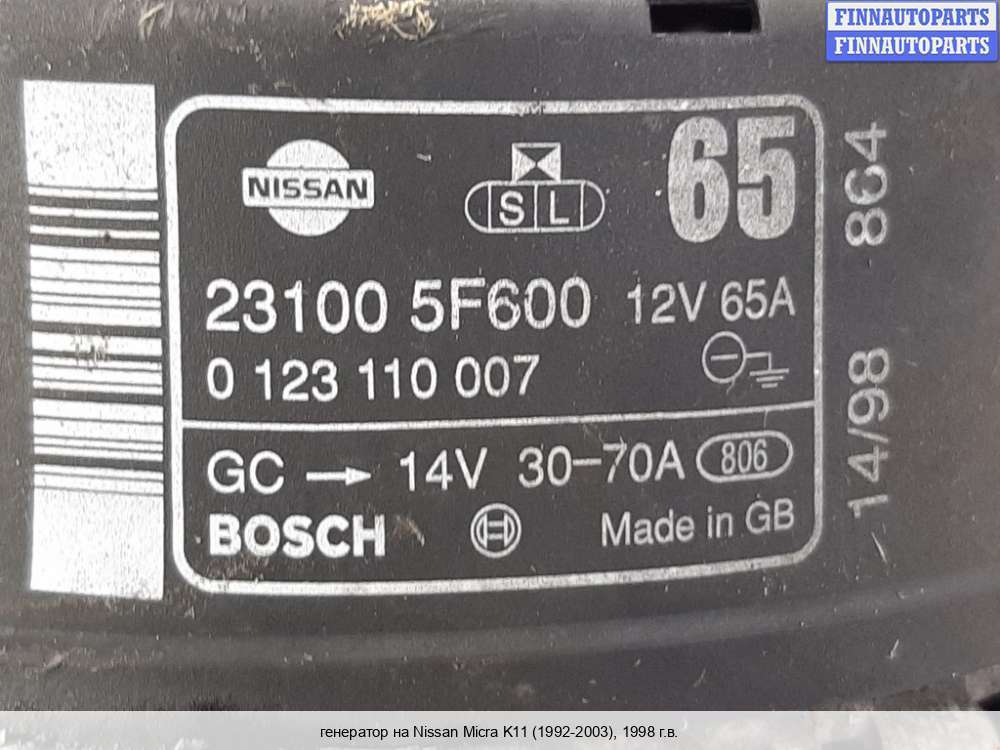 FINNAUTOPARTS
FINNAUTOPARTS
NISSAN
S L
65
23100 5F600 12V 65A
0 123 110 007
GC → 14V 30-70A 806
BOSCH Made in GB
14/98 864
генератор на Nissan Micra K11 (1992-2003), 1998 г.в.